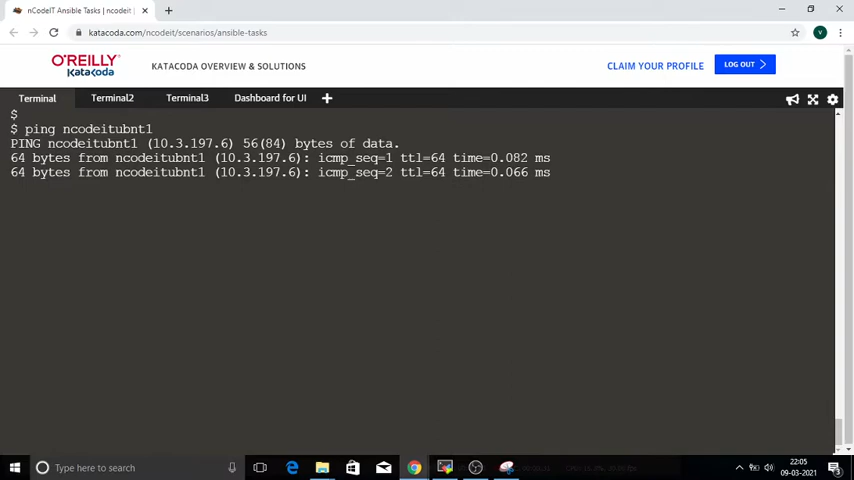 nCodeIT Ansible Tasks | ncodeit
katacoda.com/ncodeit/scenarios/ansible-tasks
V
O'REILLY
Katacoda
KATACODA OVERVIEW & SOLUTIONS
CLAIM YOUR PROFILE
LOG OUT
Terminal
Terminal2
Terminal3
Dashboard for UI
$
$ ping ncodeitubnt1
PING ncodeitubnt1 (10.3.197.6) 56(84) bytes of data.
64 bytes from ncodeitubnt1 (10.3.197.6): icmp_seq=1 ttl=64 time=0.082 ms
64 bytes from ncodeitubnt1 (10.3.197.6): icmp_seq=2 ttl=64 time=0.066 ms
Type here to search
22:05
09-03-2021
3